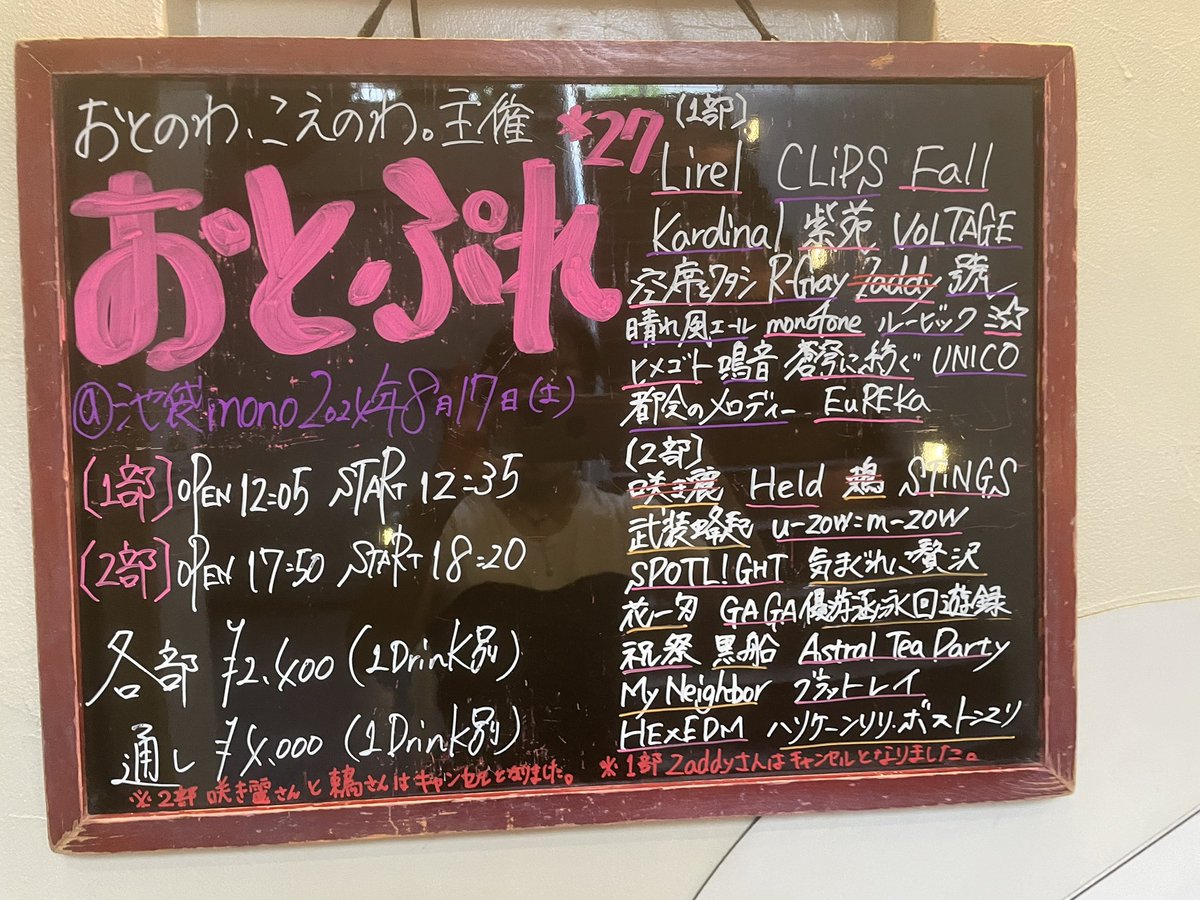 おとのわ、こえのわ。主催
おとぷれ *27
@池袋mono 2024年8月17日(土)
(1部) OPEN 12:05 START 12:35
(2部) OPEN 17:50 START 18:20
各部 ¥2,400 (1Drink別)
通し ¥4,000 (1Drink別)
※2部 咲き霊さんと鶏さんはキャンセルとなりました。
(1部)
Lirel CLiPS Fall
Kardinal 紫苑 VoLTAGE
空席とワタシ R-Gray Zaddy 號
晴れ風エール monotone ルービック 三☆
ヒメゴト 鳴音 蒼穹に紡ぐ UNICO
都会のメロディー EuREKa
(2部)
Held 鶏 STiNGS
武装蜂起 u-zow=m-zow
SPOTL!GHT 気まぐれに贅沢
花一匁 GAGA優游涵泳回遊録
祝祭 黒船 Astral Tea Party
My Neighbor プラットレイ
HExEDM ハリケーンリリ・ボストンマリ
※1部 Zaddyさんはキャンセルとなりました。